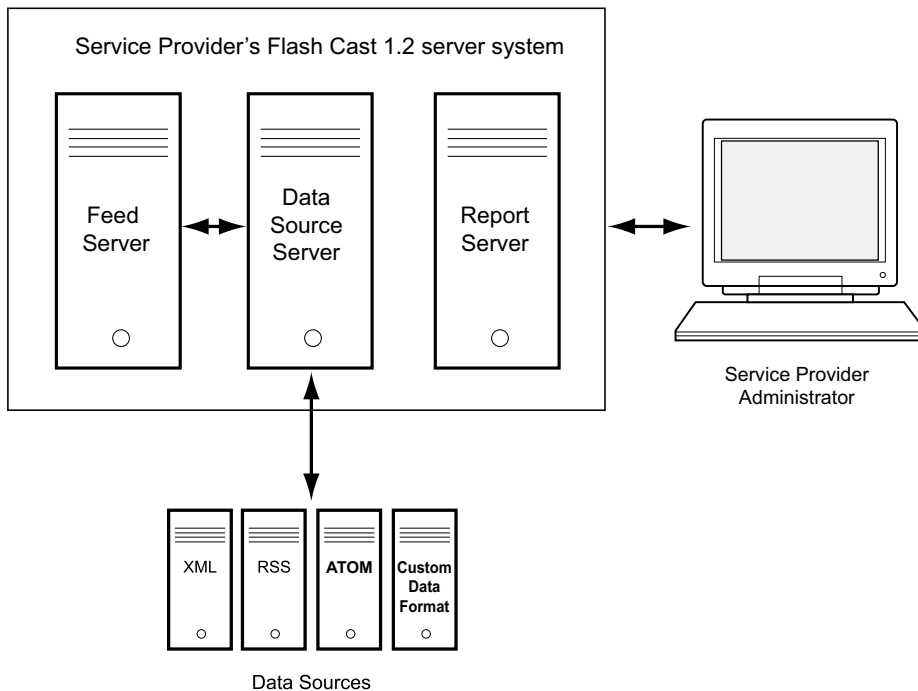 Service Provider’s Flash Cast 1.2 server system
Feed
Server
Data
Source
Server
Report
Server
Service Provider
Administrator
XML
RSS
ATOM
Custom
Data
Format
Data Sources